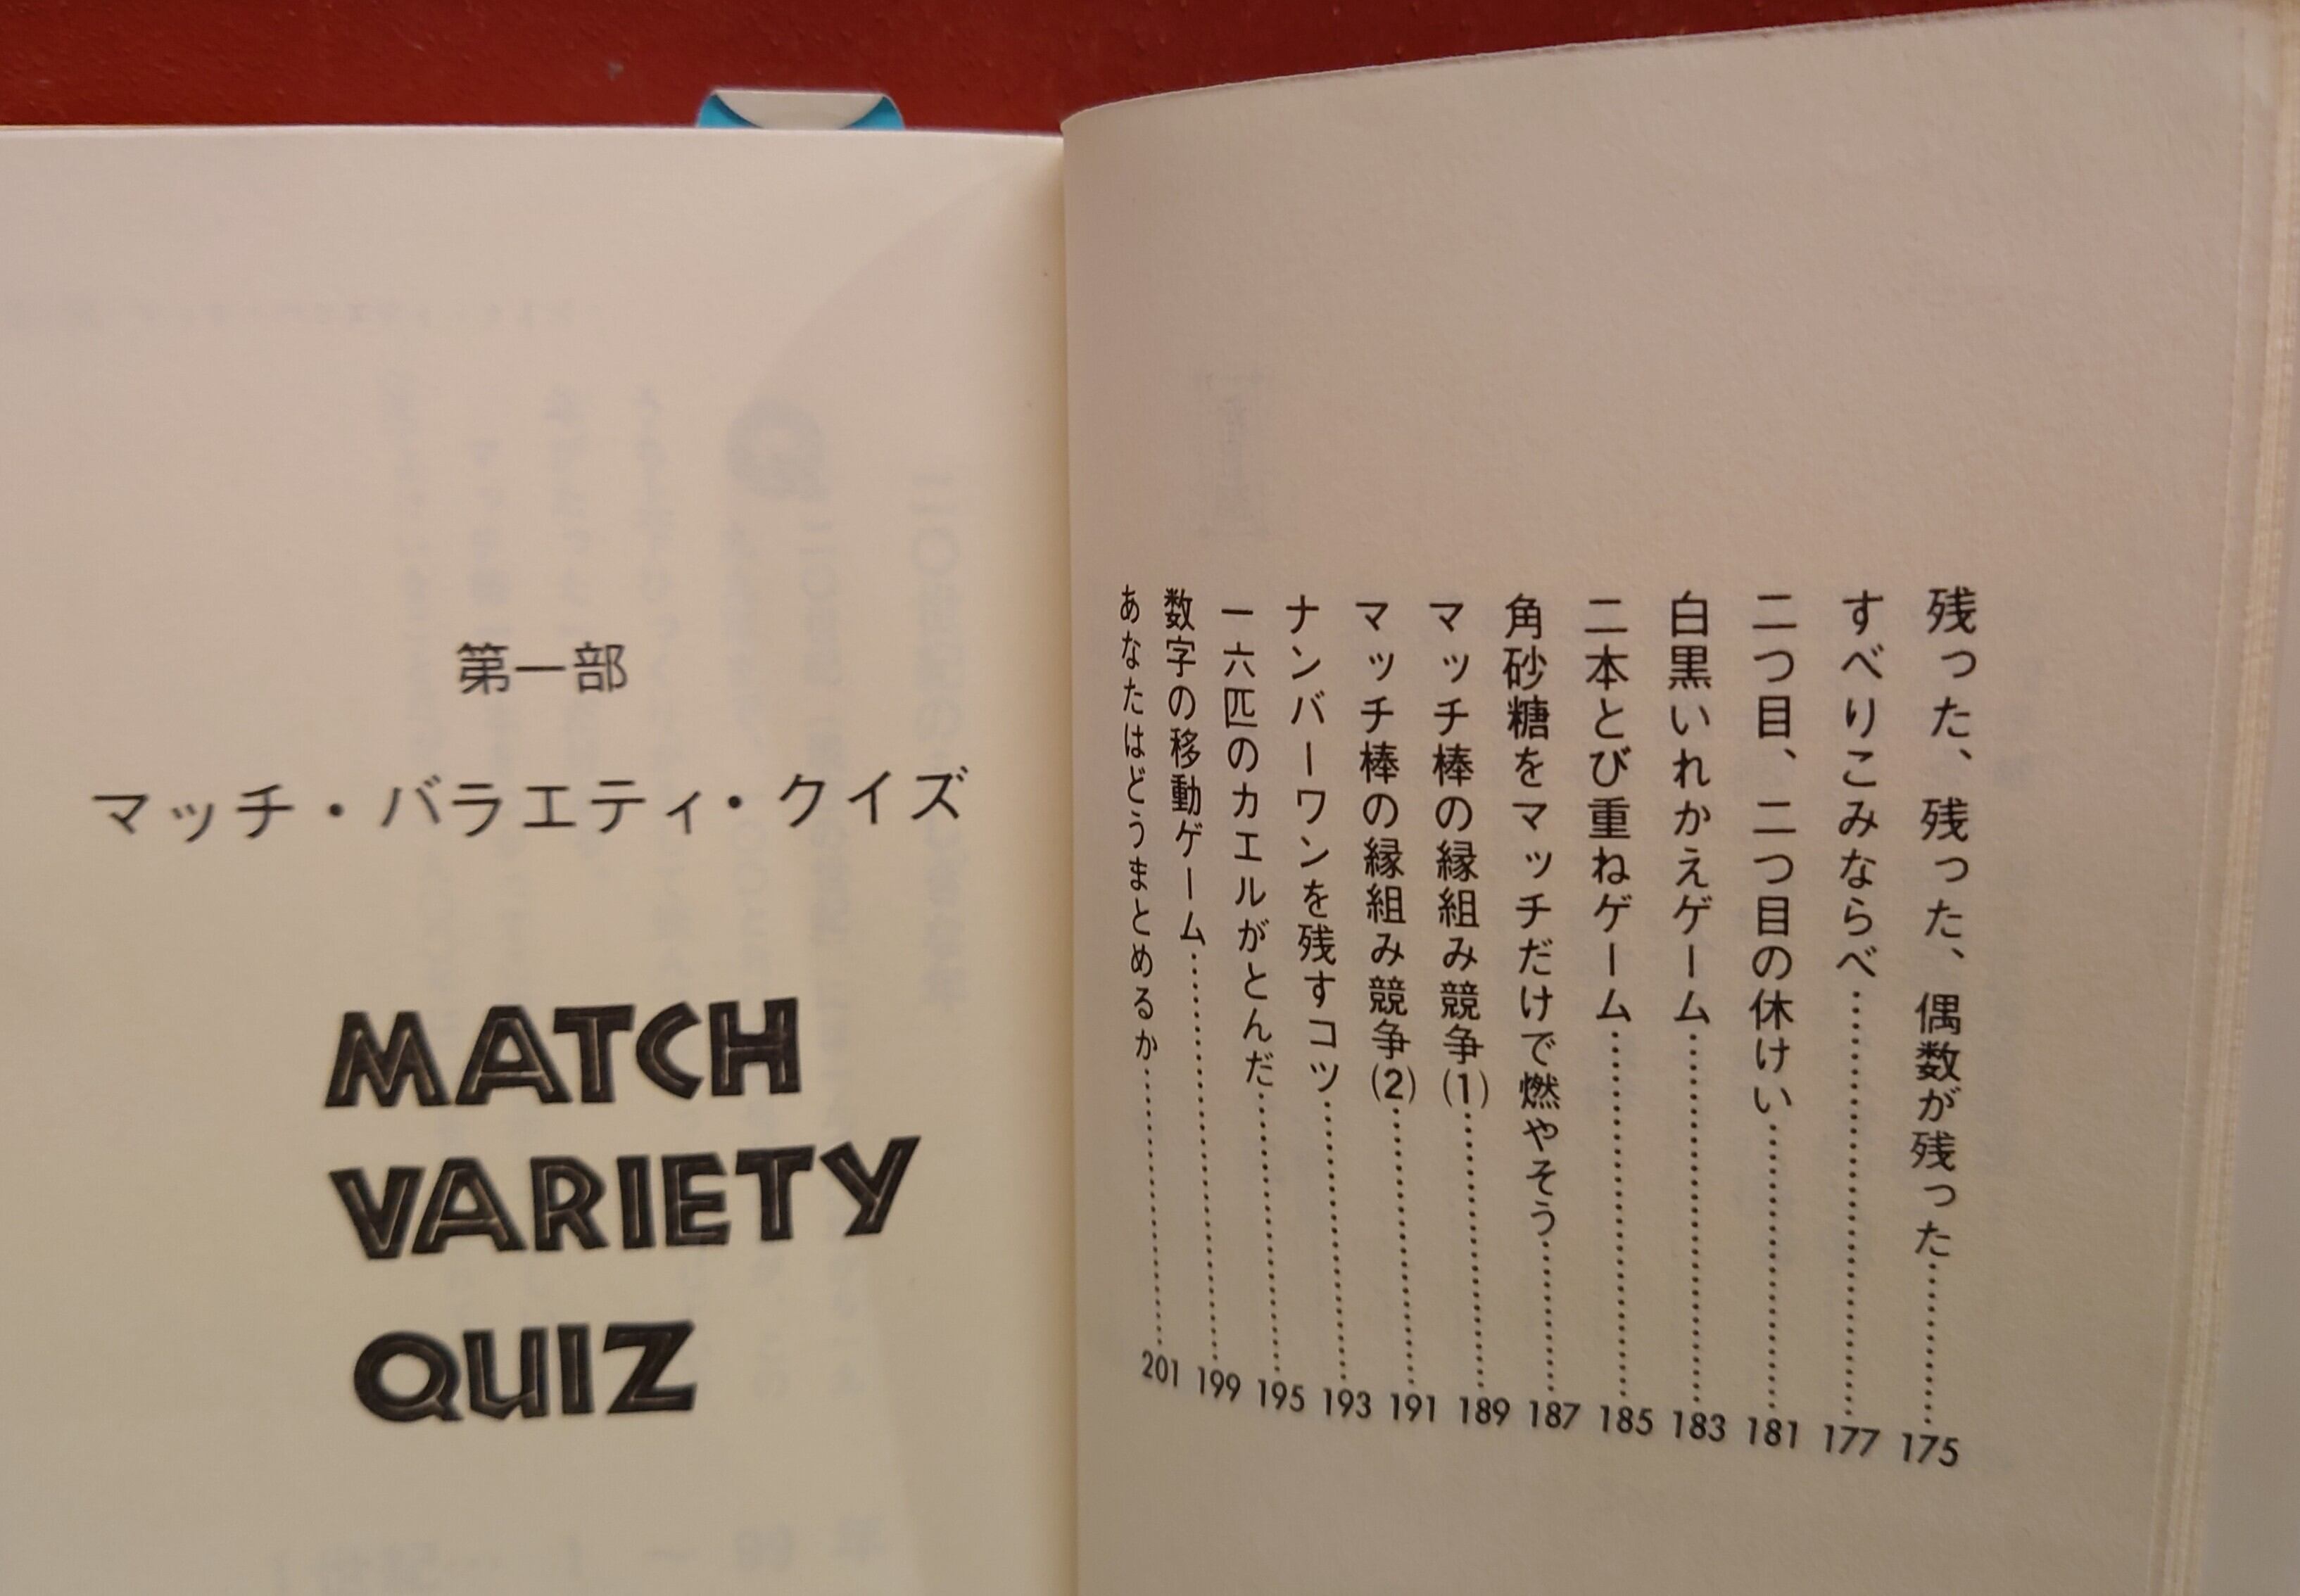 残った、残った、偶数が残った……175
すべりこみならべ……177
二つ目、二つ目の休けい……181
白黒いれかえゲーム……183
二本とび重ねゲーム……185
角砂糖をマッチだけで燃やそう……187
マッチ棒の縁組み競争(1)……189
マッチ棒の縁組み競争(2)……191
ナンバーワンを残すコツ……193
一六匹のカエルがとんだ……195
数字の移動ゲーム……199
あなたはどうまとめるか……201
第一部
マッチ・バラエティ・クイズ
MATCH
VARIETY
QUIZ